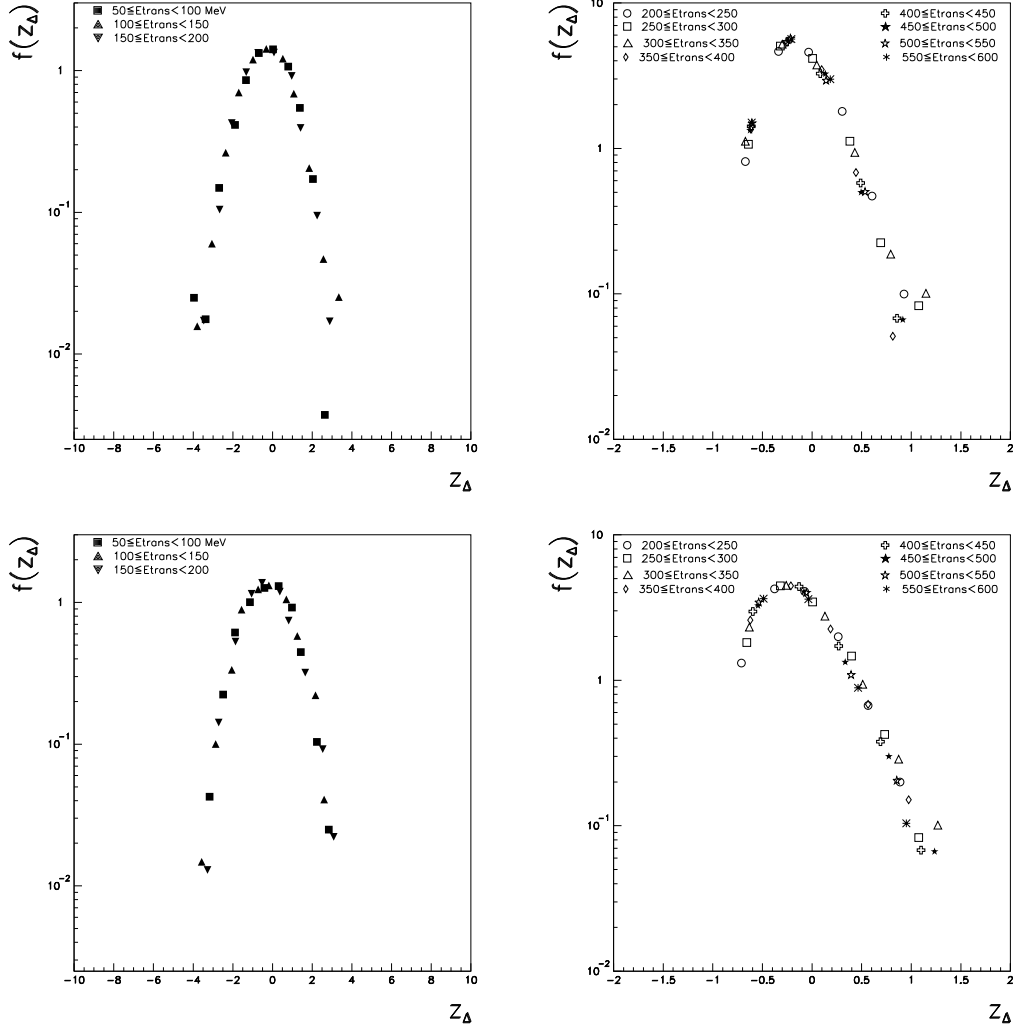 f(z_Δ)
50≤Etrans<100 MeV
100≤Etrans<150
150≤Etrans<200
1
10^-1
10^-2
-10 -8 -6 -4 -2 0 2 4 6 8 10
z_Δ
f(z_Δ)
200≤Etrans<250
250≤Etrans<300
300≤Etrans<350
350≤Etrans<400
400≤Etrans<450
450≤Etrans<500
500≤Etrans<550
550≤Etrans<600
10
1
10^-1
10^-2
-2 -1.5 -1 -0.5 0 0.5 1 1.5 2
z_Δ
f(z_Δ)
50≤Etrans<100 MeV
100≤Etrans<150
150≤Etrans<200
1
10^-1
10^-2
-10 -8 -6 -4 -2 0 2 4 6 8 10
z_Δ
f(z_Δ)
200≤Etrans<250
250≤Etrans<300
300≤Etrans<350
350≤Etrans<400
400≤Etrans<450
450≤Etrans<500
500≤Etrans<550
550≤Etrans<600
10
1
10^-1
10^-2
-2 -1.5 -1 -0.5 0 0.5 1 1.5 2
z_Δ